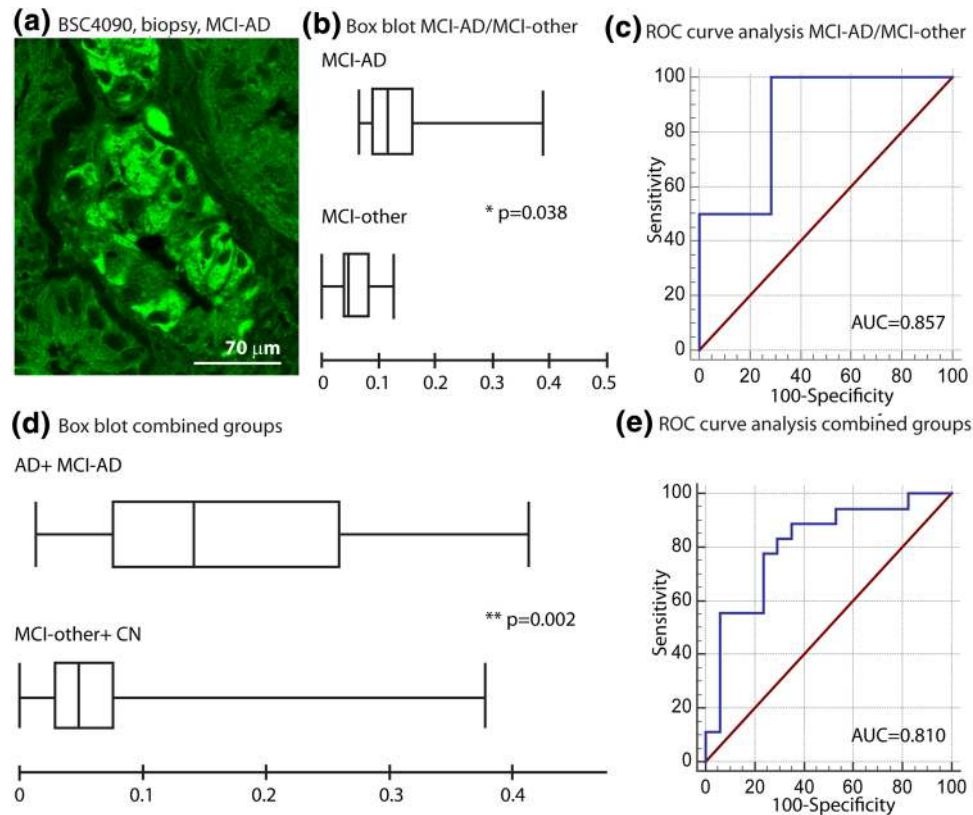 (a) BSC4090, biopsy, MCI-AD
70 μm
(b) Box blot MCI-AD/MCI-other
MCI-AD
MCI-other
* p=0.038
0 0.1 0.2 0.3 0.4 0.5
(c) ROC curve analysis MCI-AD/MCI-other
100
80
60
40
20
0
Sensitivity
AUC=0.857
0 20 40 60 80 100
100-Specificity
(d) Box blot combined groups
AD+ MCI-AD
MCI-other+ CN
** p=0.002
0 0.1 0.2 0.3 0.4
(e) ROC curve analysis combined groups
100
80
60
40
20
0
Sensitivity
AUC=0.810
0 20 40 60 80 100
100-Specificity